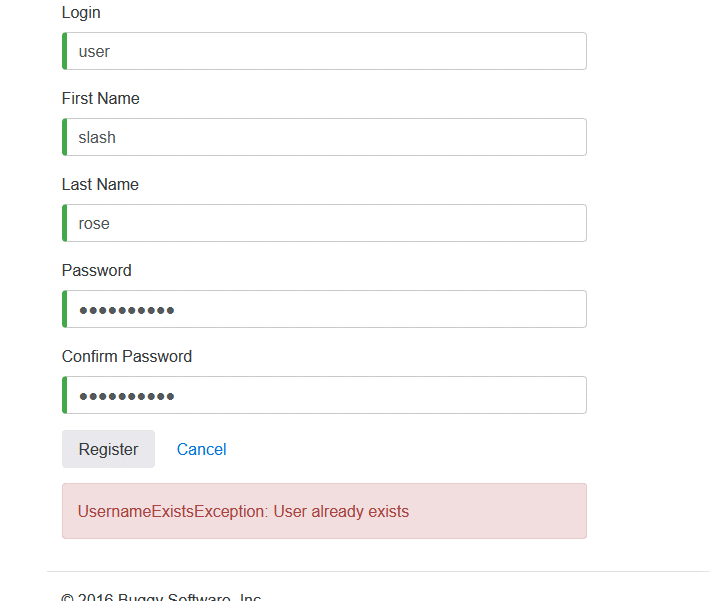 Login
user
First Name
slash
Last Name
rose
Password
●●●●●●●●●●
Confirm Password
●●●●●●●●●●
Register Cancel
UsernameExistsException: User already exists
© 2016 Buggy Software, Inc.